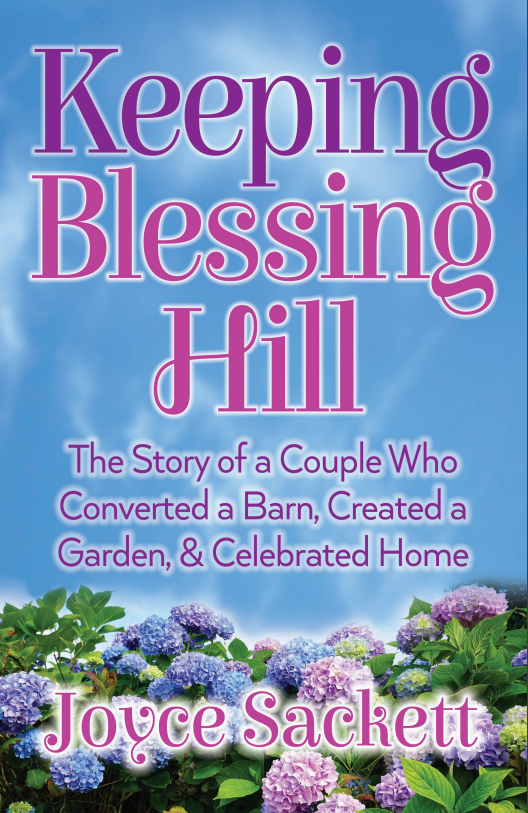 Keeping
Blessing
Hill
The Story of a Couple Who
Converted a Barn, Created a
Garden, & Celebrated Home
Joyce Sackett